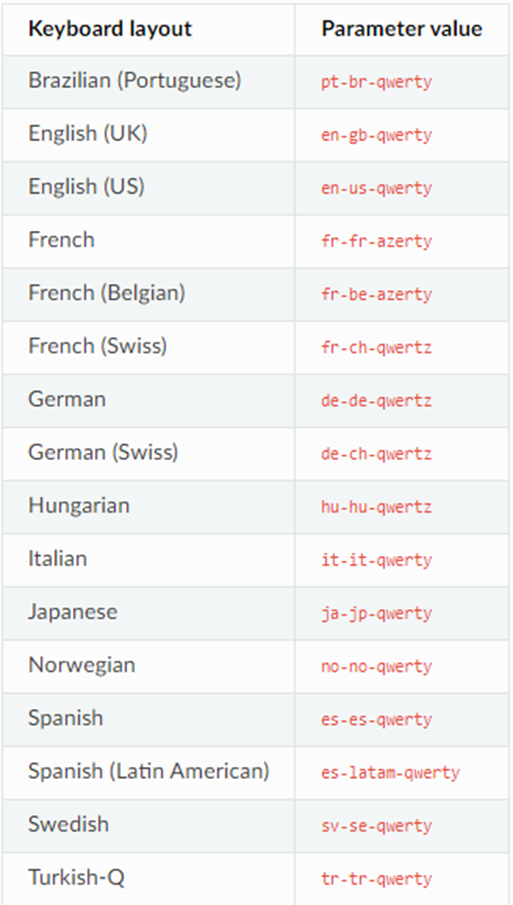 Keyboard layout Parameter value
Brazilian (Portuguese) pt-br-qwerty
English (UK) en-gb-qwerty
English (US) en-us-qwerty
French fr-fr-azerty
French (Belgian) fr-be-azerty
French (Swiss) fr-ch-qwertz
German de-de-qwertz
German (Swiss) de-ch-qwertz
Hungarian hu-hu-qwertz
Italian it-it-qwerty
Japanese ja-jp-qwerty
Norwegian no-no-qwerty
Spanish es-es-qwerty
Spanish (Latin American) es-latam-qwerty
Swedish sv-se-qwerty
Turkish-Q tr-tr-qwerty